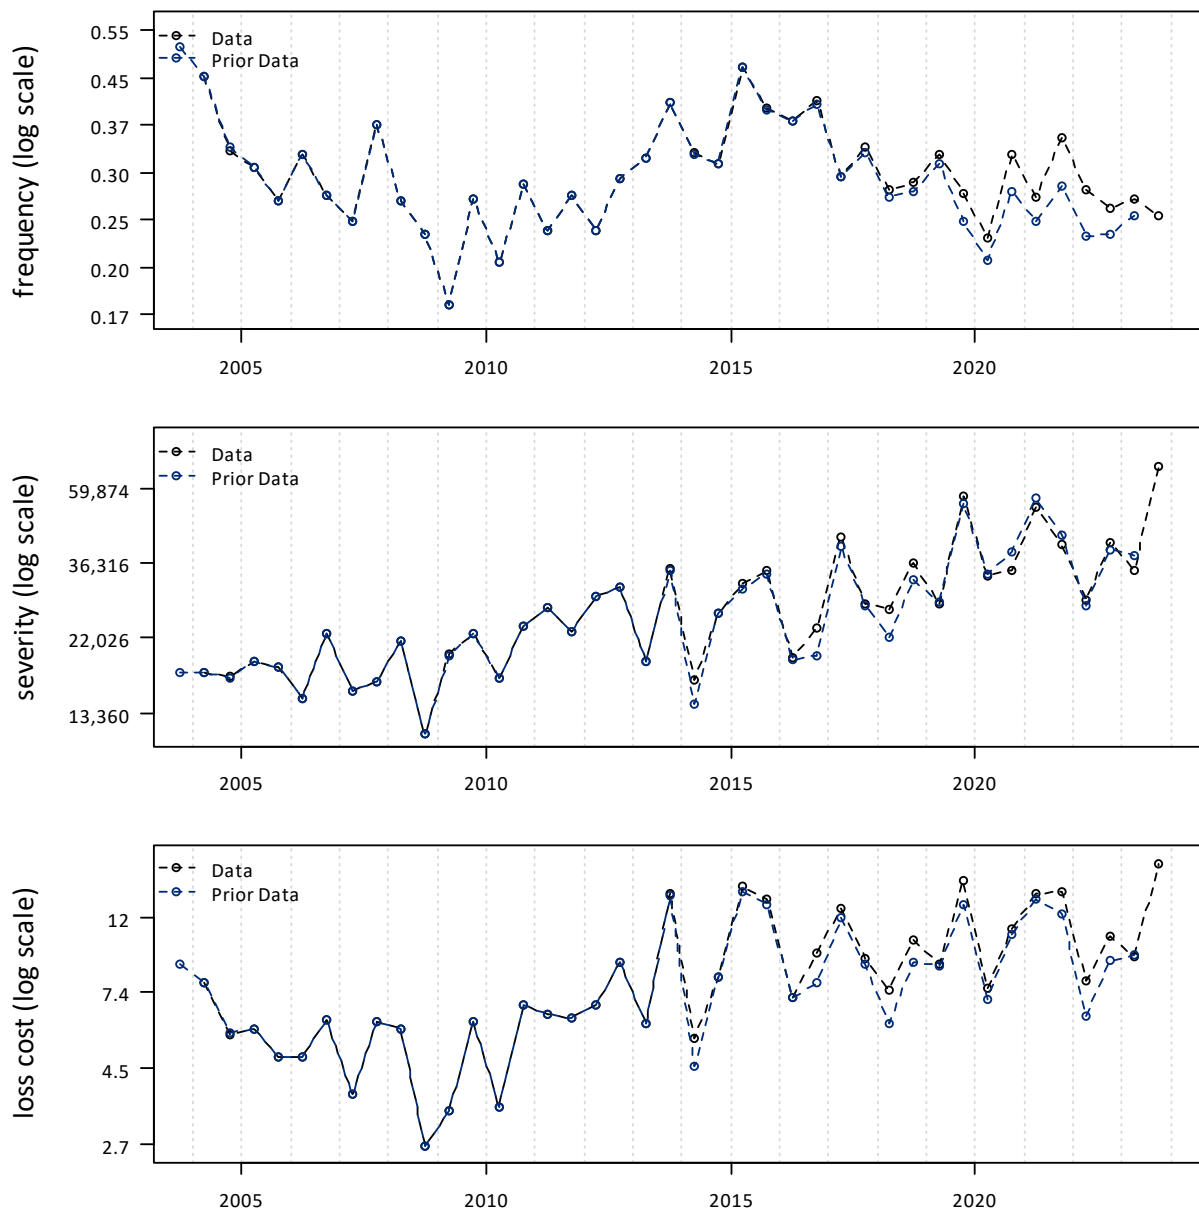 frequency (log scale)
0.55
0.45
0.37
0.30
0.25
0.20
0.17
Data
Prior Data
2005 2010 2015 2020
severity (log scale)
59,874
36,316
22,026
13,360
Data
Prior Data
2005 2010 2015 2020
loss cost (log scale)
12
7.4
4.5
2.7
Data
Prior Data
2005 2010 2015 2020